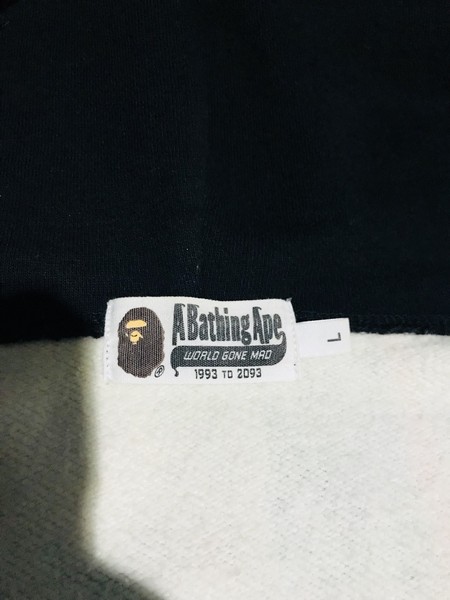 A Bathing Ape
WORLD GONE MAD
1993 TO 2093
®
L